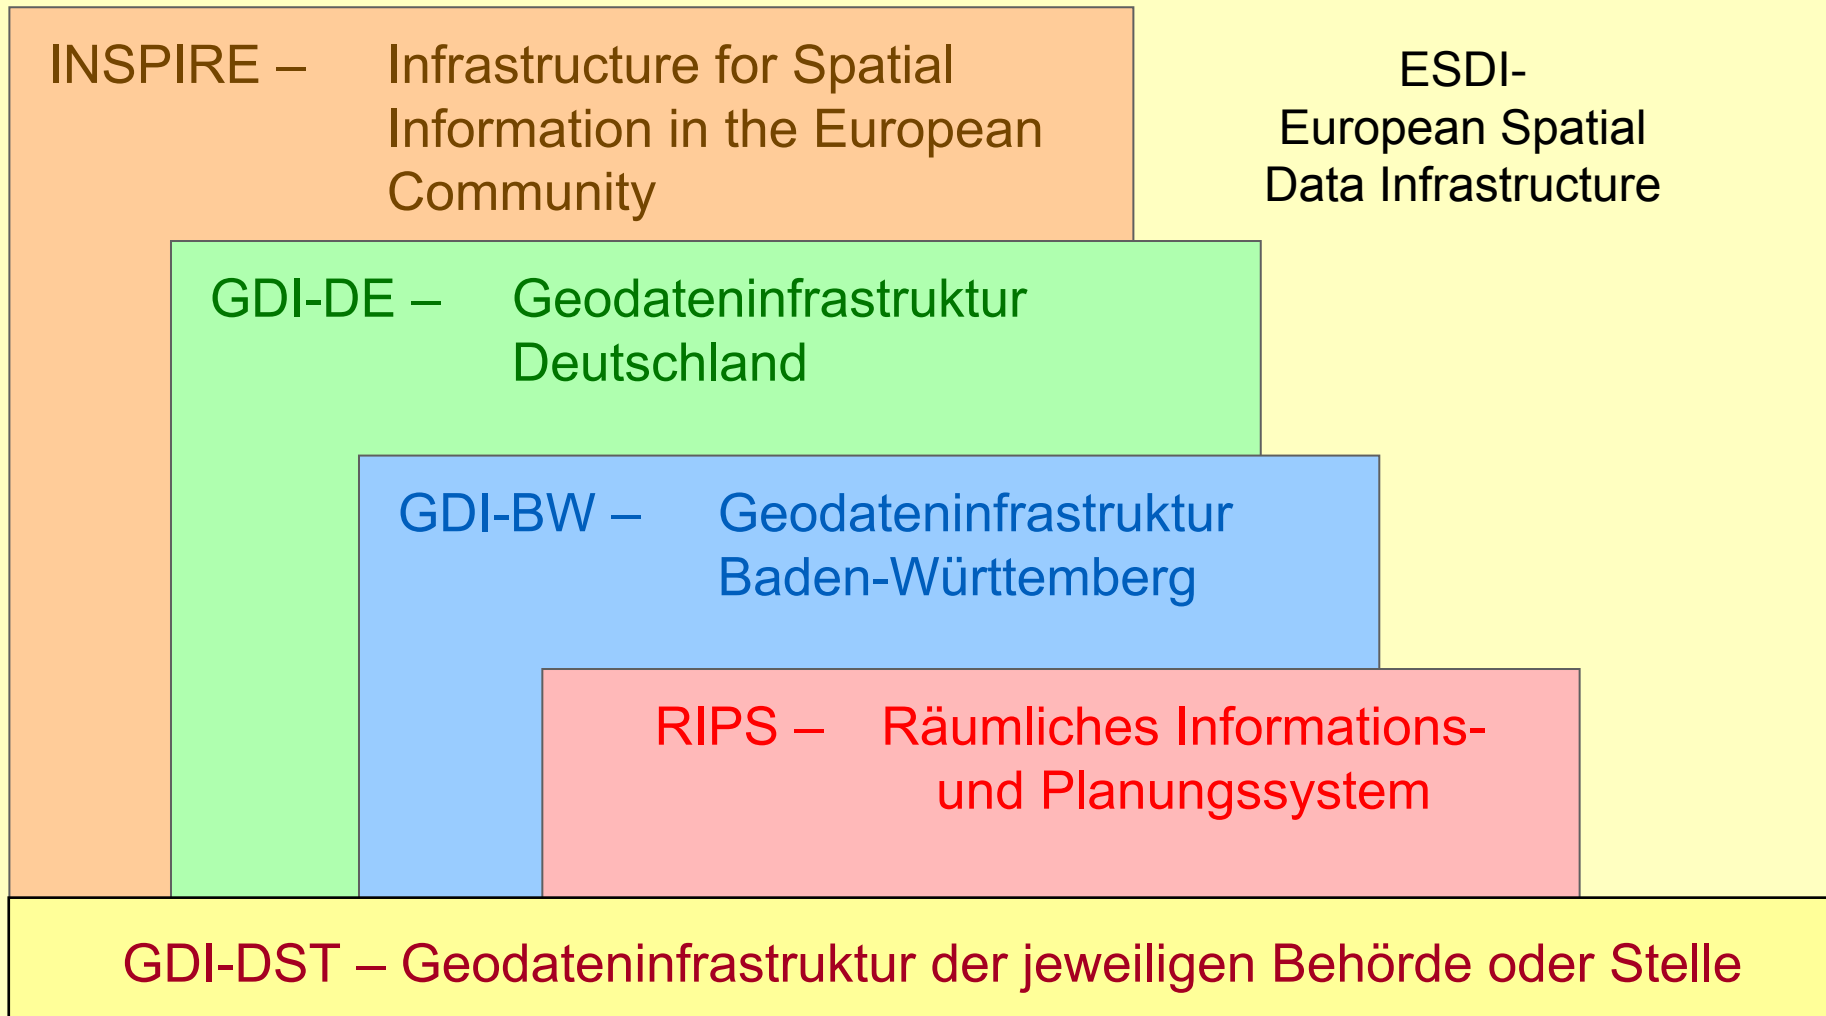 INSPIRE – Infrastructure for Spatial
Information in the European
Community
ESDI-
European Spatial
Data Infrastructure
GDI-DE – Geodateninfrastruktur
Deutschland
GDI-BW – Geodateninfrastruktur
Baden-Württemberg
RIPS – Räumliches Informations-
und Planungssystem
GDI-DST – Geodateninfrastruktur der jeweiligen Behörde oder Stelle